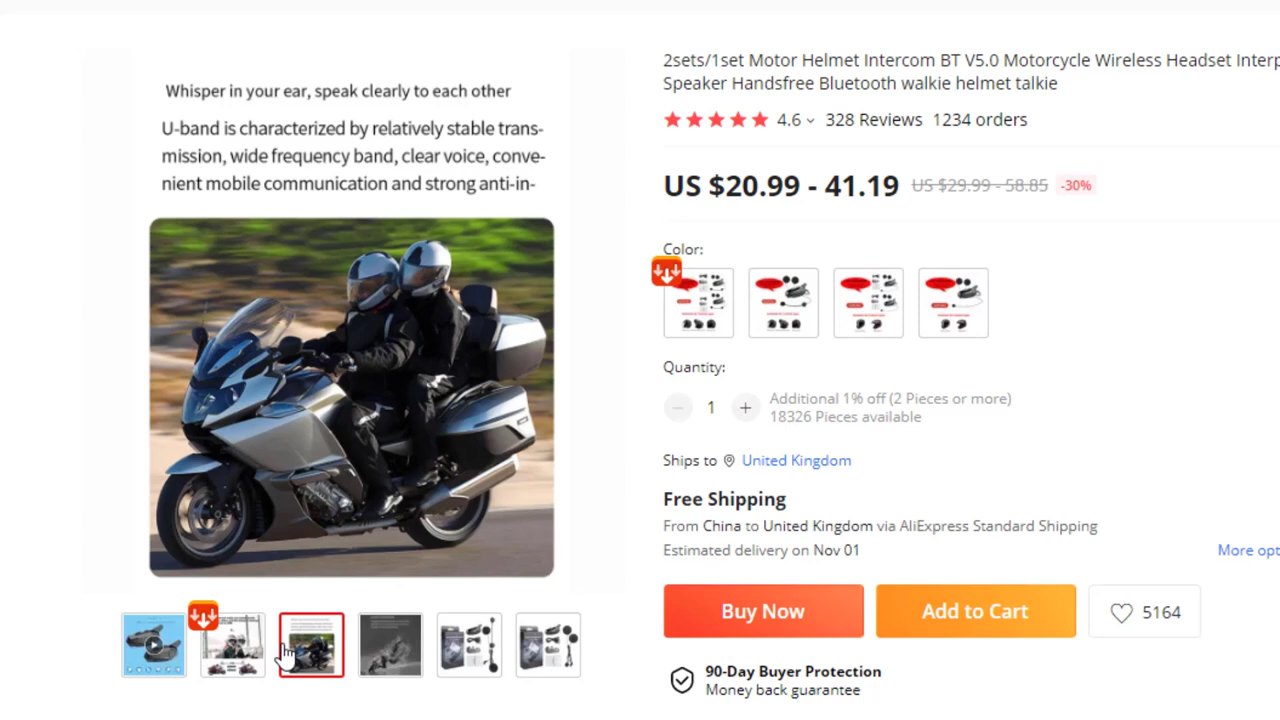 Whisper in your ear, speak clearly to each other
U-band is characterized by relatively stable trans-
mission, wide frequency band, clear voice, conve-
nient mobile communication and strong anti-in-
2sets/1set Motor Helmet Intercom BT V5.0 Motorcycle Wireless Headset Interp
Speaker Handsfree Bluetooth walkie helmet talkie
4.6 328 Reviews 1234 orders
US $20.99 - 41.19 US $29.99 - 58.85 -30%
Color:
Quantity:
1
Additional 1% off (2 Pieces or more)
18326 Pieces available
Ships to United Kingdom
Free Shipping
From China to United Kingdom via AliExpress Standard Shipping
Estimated delivery on Nov 01 More opt
Buy Now Add to Cart 5164
90-Day Buyer Protection
Money back guarantee